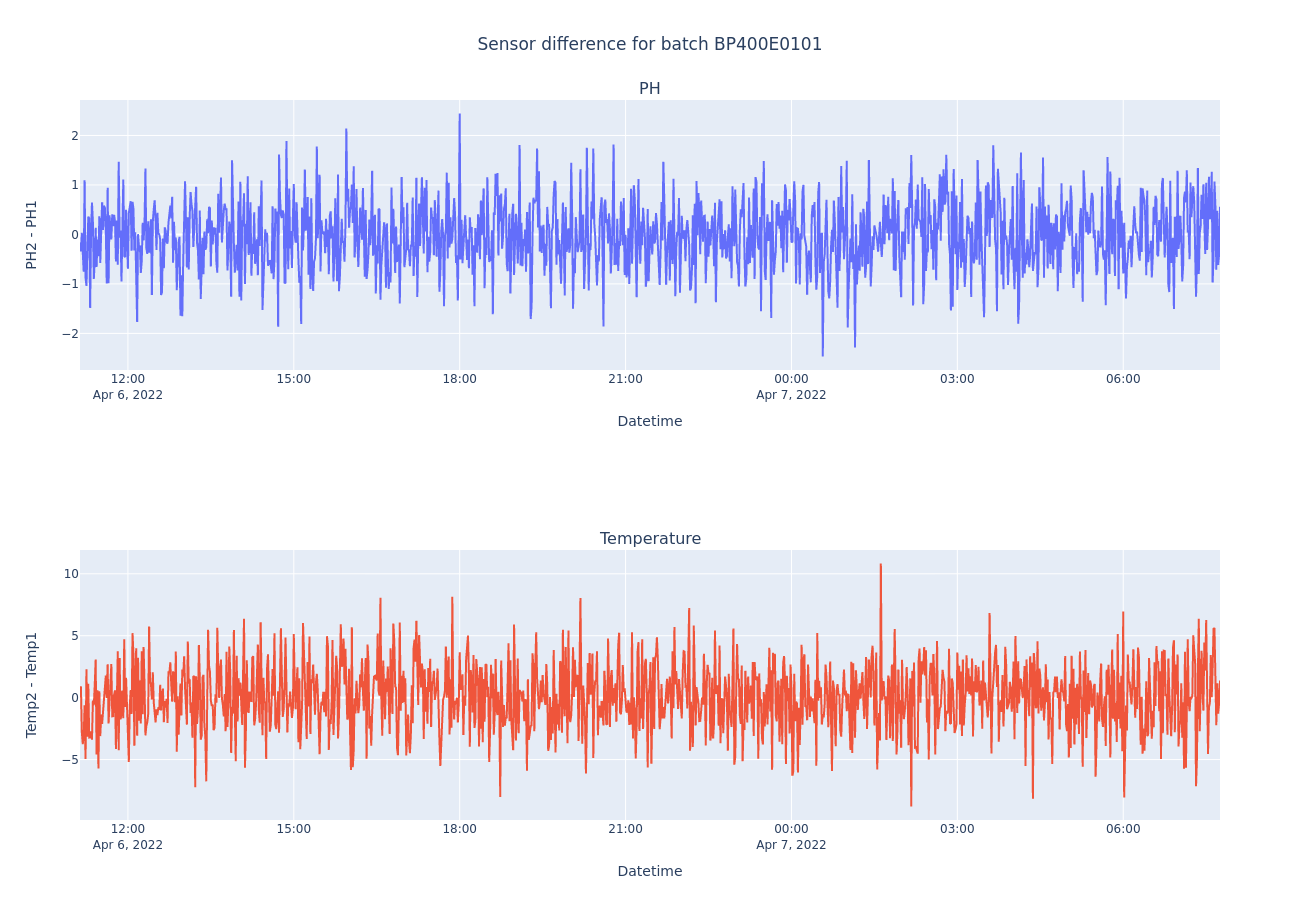 Sensor difference for batch BP400E0101
PH
PH2 - PH1
2
1
0
−1
−2
12:00 15:00 18:00 21:00 00:00 03:00 06:00
Apr 6, 2022 Apr 7, 2022
Datetime
Temperature
Temp2 - Temp1
10
5
0
−5
12:00 15:00 18:00 21:00 00:00 03:00 06:00
Apr 6, 2022 Apr 7, 2022
Datetime